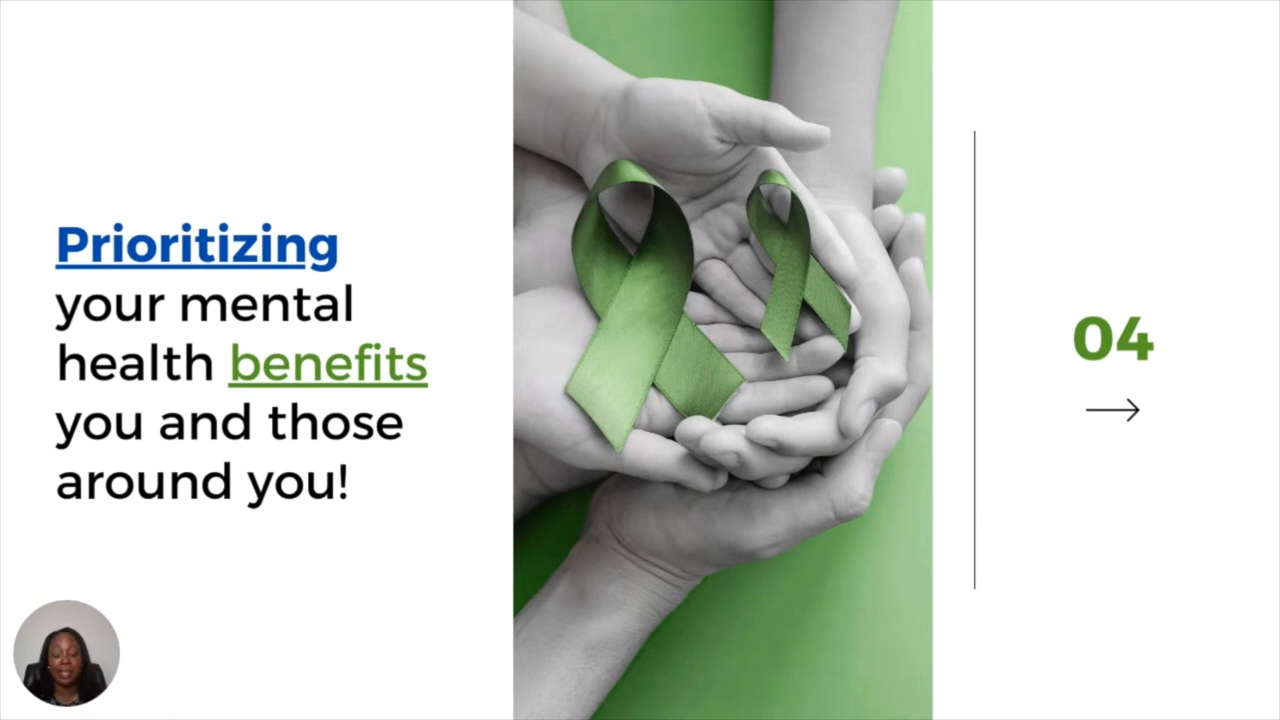 Prioritizing
your mental
health benefits
you and those
around you!
04